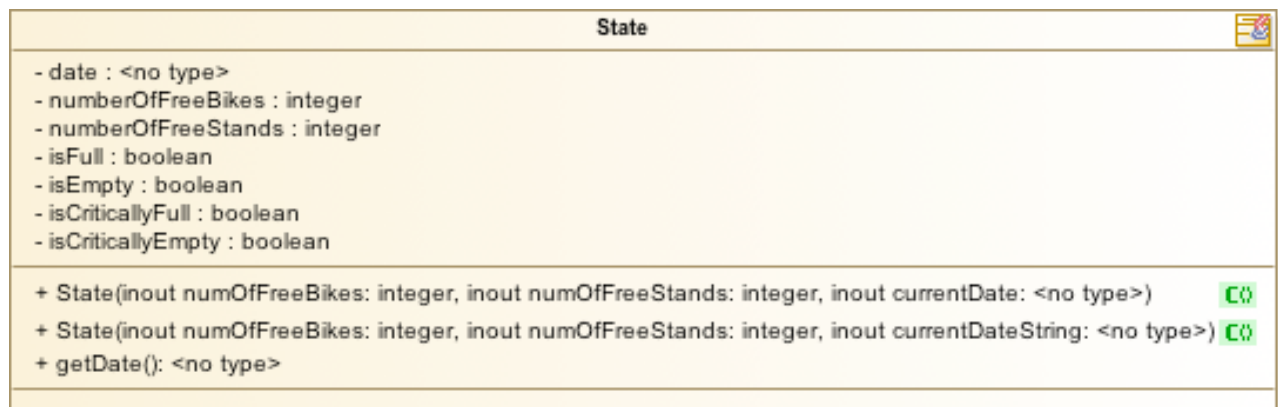 State
- date : <no type>
- numberOfFreeBikes : integer
- numberOfFreeStands : integer
- isFull : boolean
- isEmpty : boolean
- isCriticallyFull : boolean
- isCriticallyEmpty : boolean
+ State(inout numOfFreeBikes: integer, inout numOfFreeStands: integer, inout currentDate: <no type>) C()
+ State(inout numOfFreeBikes: integer, inout numOfFreeStands: integer, inout currentDateString: <no type>) C()
+ getDate(): <no type>